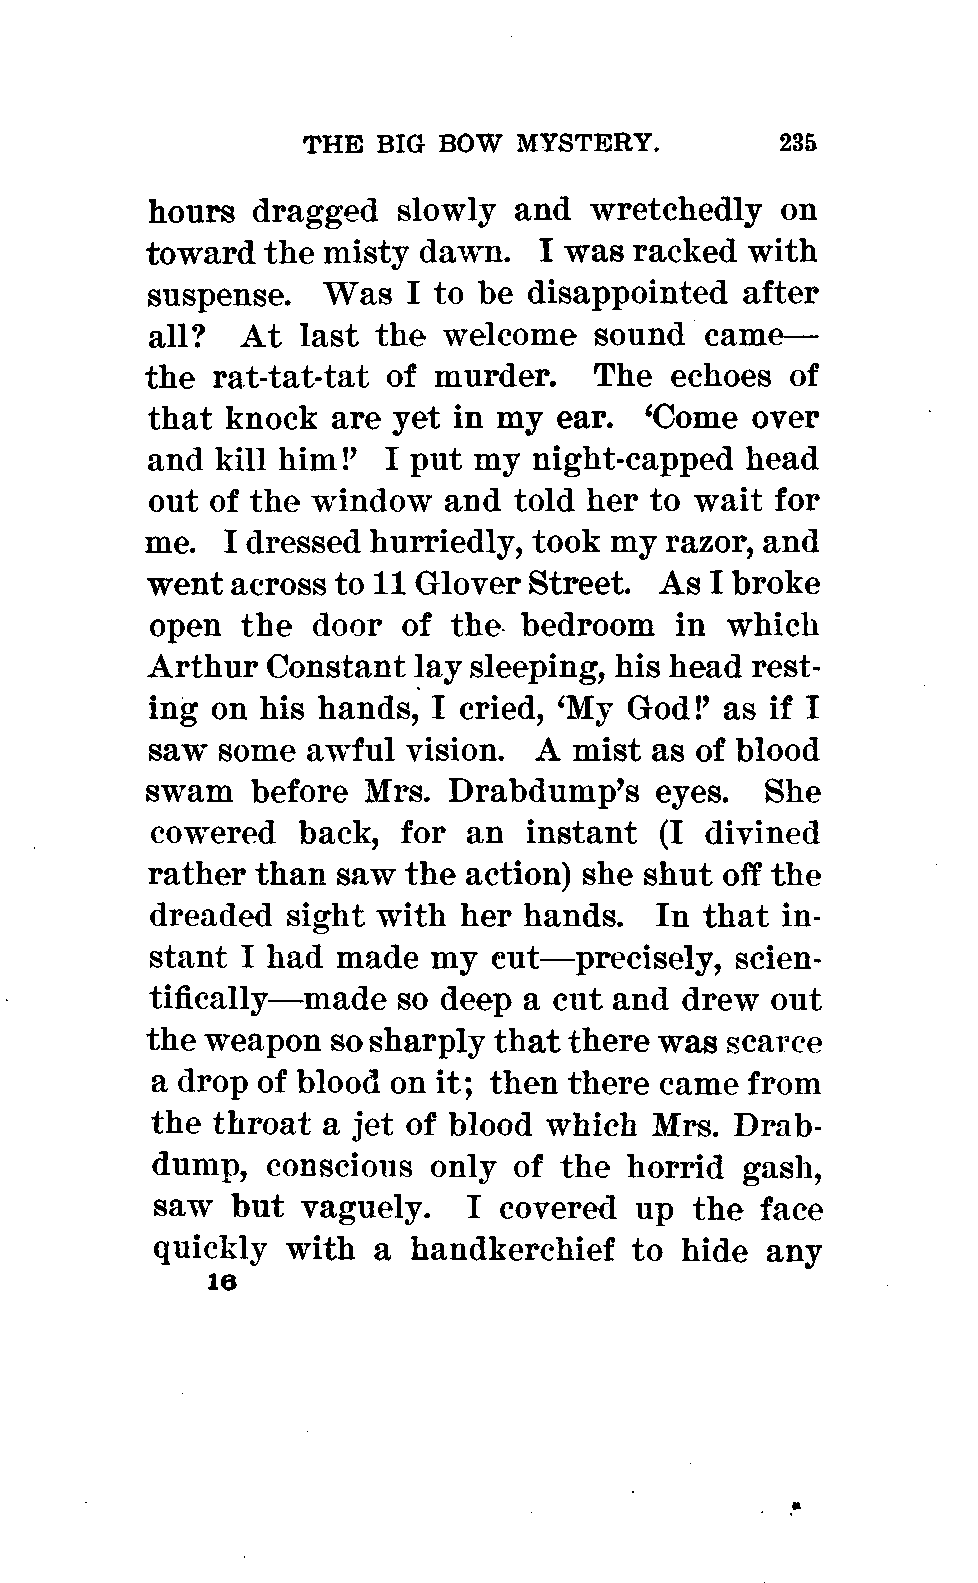 THE BIG BOW MYSTERY. 235
hours dragged slowly and wretchedly on
toward the misty dawn. I was racked with
suspense. Was I to be disappointed after
all? At last the welcome sound came—
the rat-tat-tat of murder. The echoes of
that knock are yet in my ear. ‘Come over
and kill him!’ I put my night-capped head
out of the window and told her to wait for
me. I dressed hurriedly, took my razor, and
went across to 11 Glover Street. As I broke
open the door of the bedroom in which
Arthur Constant lay sleeping, his head rest-
ing on his hands, I cried, ‘My God!’ as if I
saw some awful vision. A mist as of blood
swam before Mrs. Drabdump’s eyes. She
cowered back, for an instant (I divined
rather than saw the action) she shut off the
dreaded sight with her hands. In that in-
stant I had made my cut—precisely, scien-
tifically—made so deep a cut and drew out
the weapon so sharply that there was scarce
a drop of blood on it; then there came from
the throat a jet of blood which Mrs. Drab-
dump, conscious only of the horrid gash,
saw but vaguely. I covered up the face
quickly with a handkerchief to hide any
16